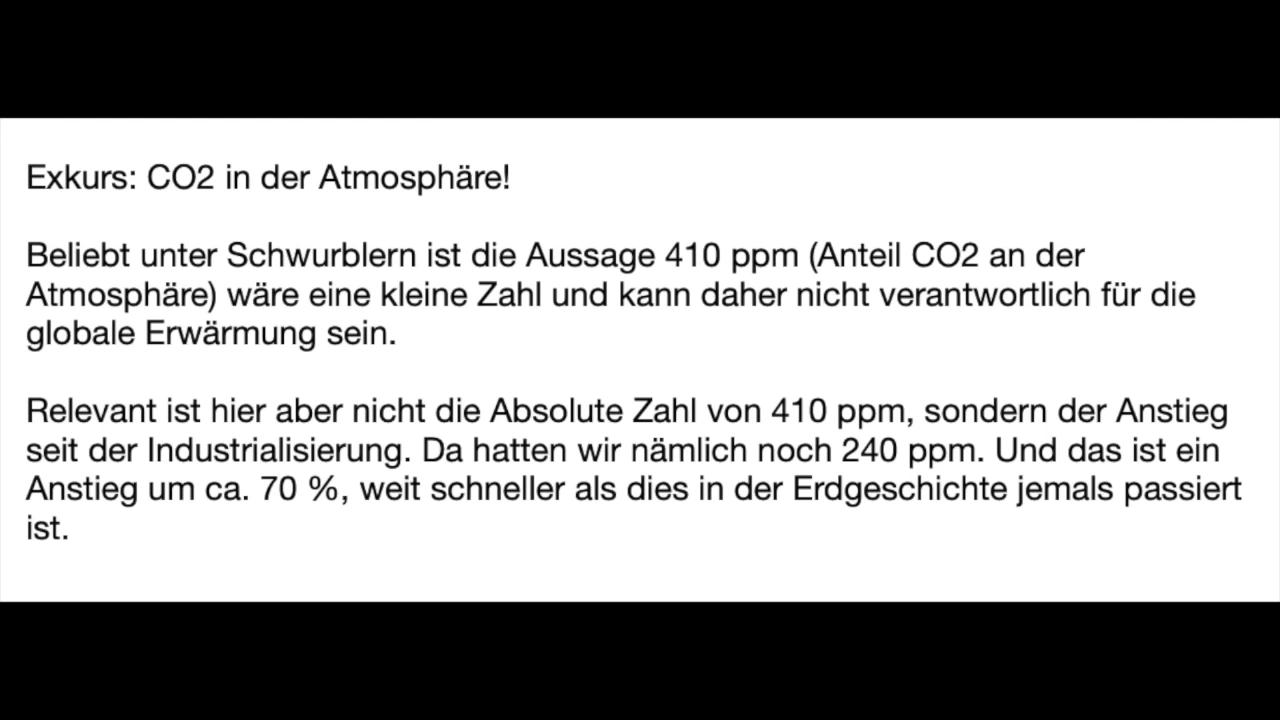 Exkurs: CO2 in der Atmosphäre!
Beliebt unter Schwurblern ist die Aussage 410 ppm (Anteil CO2 an der
Atmosphäre) wäre eine kleine Zahl und kann daher nicht verantwortlich für die
globale Erwärmung sein.
Relevant ist hier aber nicht die Absolute Zahl von 410 ppm, sondern der Anstieg
seit der Industrialisierung. Da hatten wir nämlich noch 240 ppm. Und das ist ein
Anstieg um ca. 70 %, weit schneller als dies in der Erdgeschichte jemals passiert
ist.